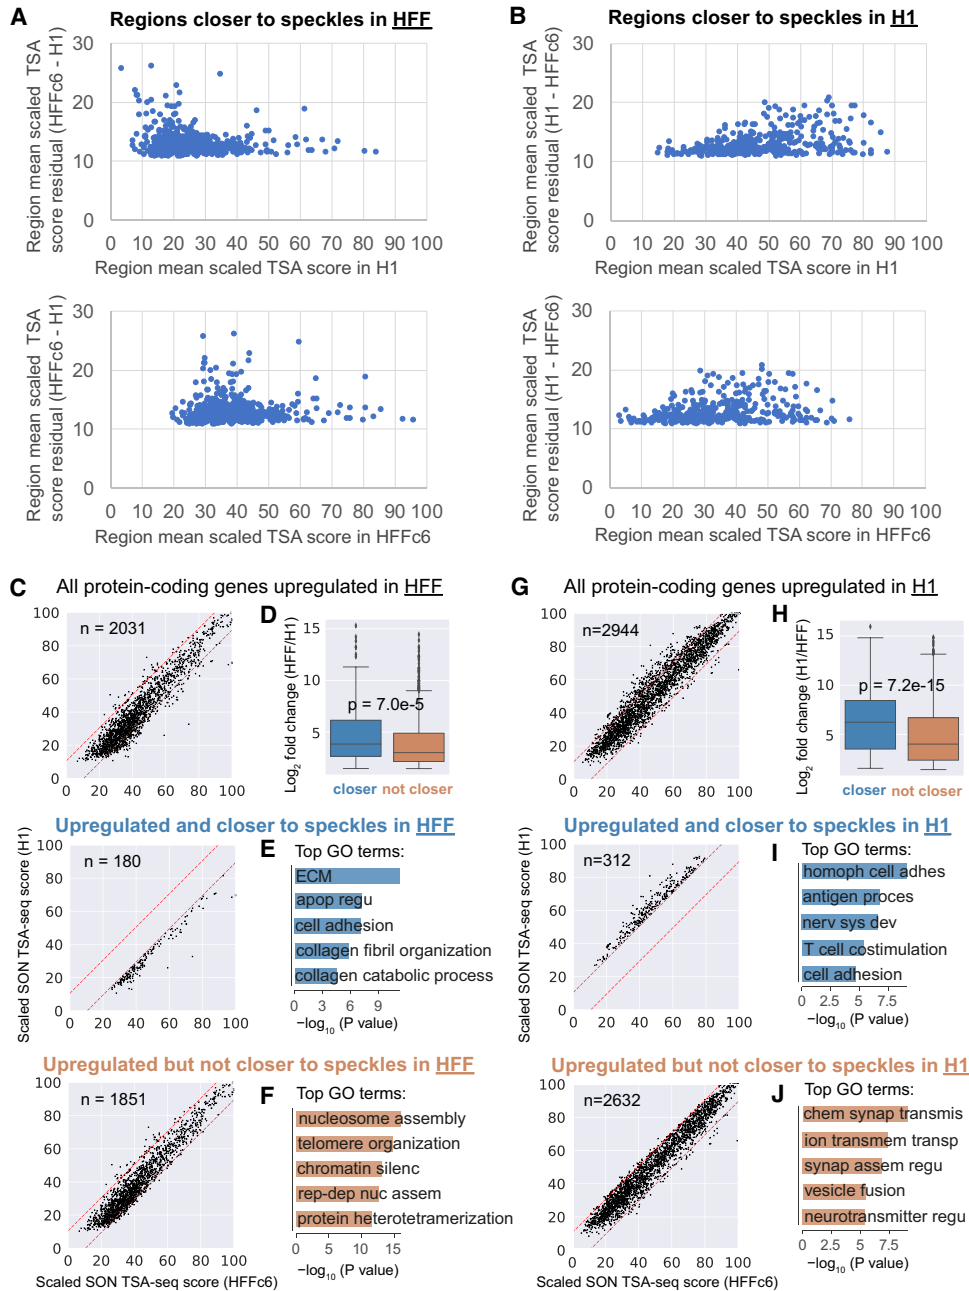 A
Regions closer to speckles in HFF
Region mean scaled TSA
score residual (HFFc6 - H1)
30
20
10
0
0 10 20 30 40 50 60 70 80 90 100
Region mean scaled TSA score in H1
Region mean scaled TSA
score residual (HFFc6 - H1)
30
20
10
0
0 10 20 30 40 50 60 70 80 90 100
Region mean scaled TSA score in HFFc6
B
Regions closer to speckles in H1
Region mean scaled TSA
score residual (H1 - HFFc6)
30
20
10
0
0 10 20 30 40 50 60 70 80 90 100
Region mean scaled TSA score in H1
Region mean scaled TSA
score residual (H1 - HFFc6)
30
20
10
0
0 10 20 30 40 50 60 70 80 90 100
Region mean scaled TSA score in HFFc6
C
All protein-coding genes upregulated in HFF
n = 2031
100
80
60
40
20
0
0 20 40 60 80 100
D
Log2 fold change (HFF/H1)
15
10
5
p = 7.0e-5
closer not closer
Upregulated and closer to speckles in HFF
Scaled SON TSA-seq score (H1)
n = 180
100
80
60
40
20
0
0 20 40 60 80 100
E
Top GO terms:
ECM
apop regu
cell adhesion
collagen fibril organization
collagen catabolic process
0 3 6 9
−log10 (P value)
Upregulated but not closer to speckles in HFF
n = 1851
100
80
60
40
20
0
0 20 40 60 80 100
Scaled SON TSA-seq score (HFFc6)
F
Top GO terms:
nucleosome assembly
telomere organization
chromatin silenc
rep-dep nuc assem
protein heterotetramerization
0 5 10 15
−log10 (P value)
G
All protein-coding genes upregulated in H1
n=2944
100
80
60
40
20
0
0 20 40 60 80 100
H
Log2 fold change (H1/HFF)
15
10
5
p = 7.2e-15
closer not closer
Upregulated and closer to speckles in H1
Scaled SON TSA-seq score (H1)
n=312
100
80
60
40
20
0
0 20 40 60 80 100
I
Top GO terms:
homoph cell adhes
antigen proces
nerv sys dev
T cell costimulation
cell adhesion
0 2.5 5 7.5
−log10 (P value)
Upregulated but not closer to speckles in H1
n=2632
100
80
60
40
20
0
0 20 40 60 80 100
Scaled SON TSA-seq score (HFFc6)
J
Top GO terms:
chem synap transmis
ion transmem transp
synap assem regu
vesicle fusion
neurotransmitter regu
0 2.5 5 7.5
−log10 (P value)